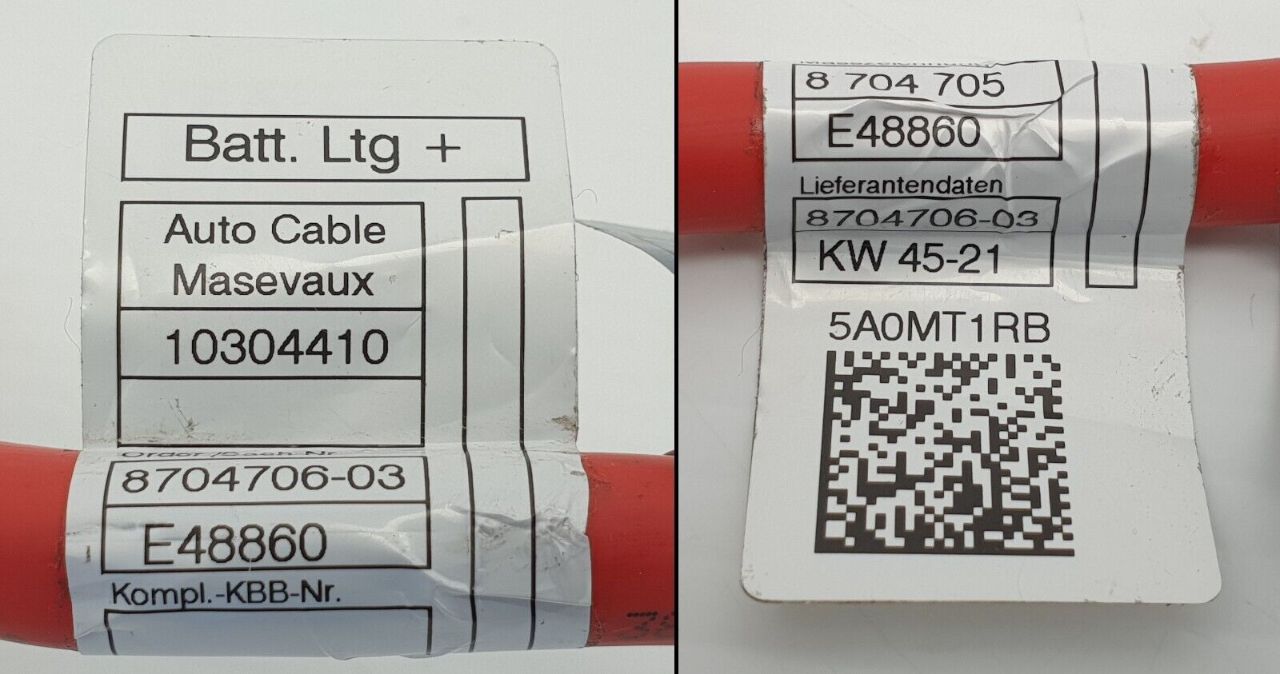 Batt. Ltg +
Auto Cable
Masevaux
10304410
8704706-03
E48860
Kompl.-KBB-Nr.
8 704 705
E48860
Lieferantendaten
8704706-03
KW 45-21
5A0MT1RB